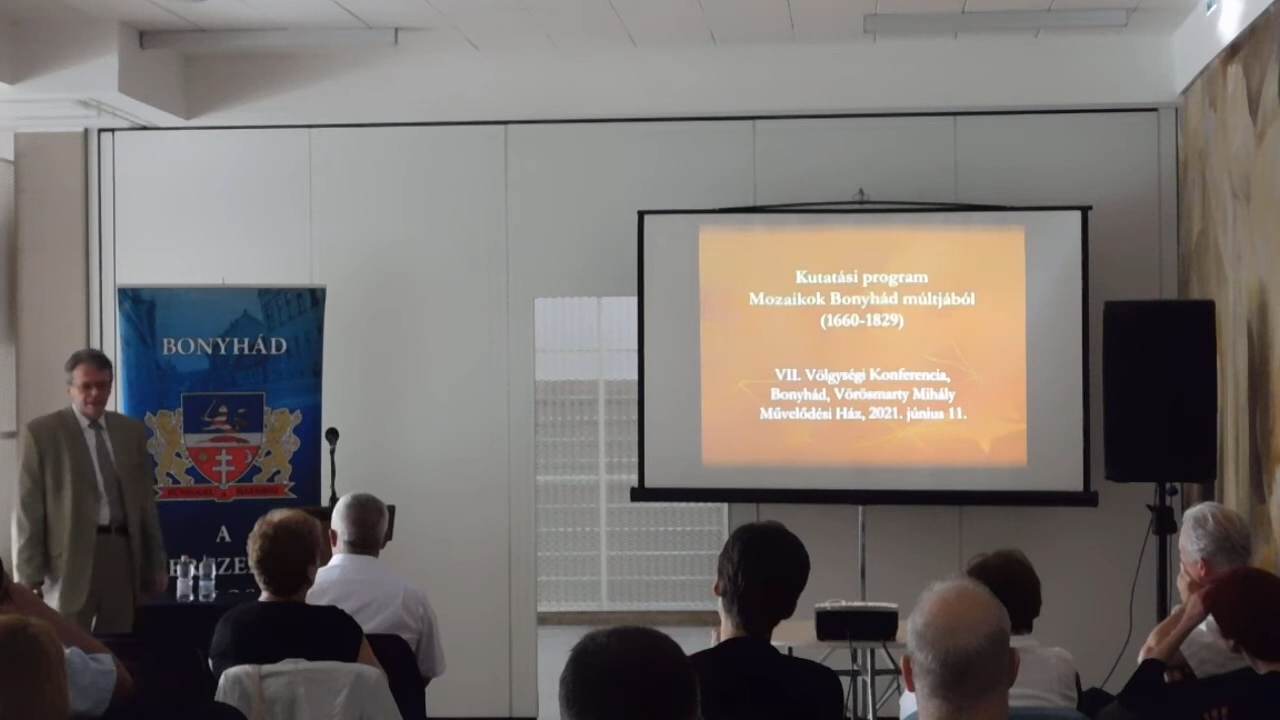 BONYHÁD
A
Kutatási program
Mozaikok Bonyhád múltjából
(1660-1829)
VII. Völgységi Konferencia,
Bonyhád, Vörösmarty Mihály
Művelődési Ház, 2021. június 11.